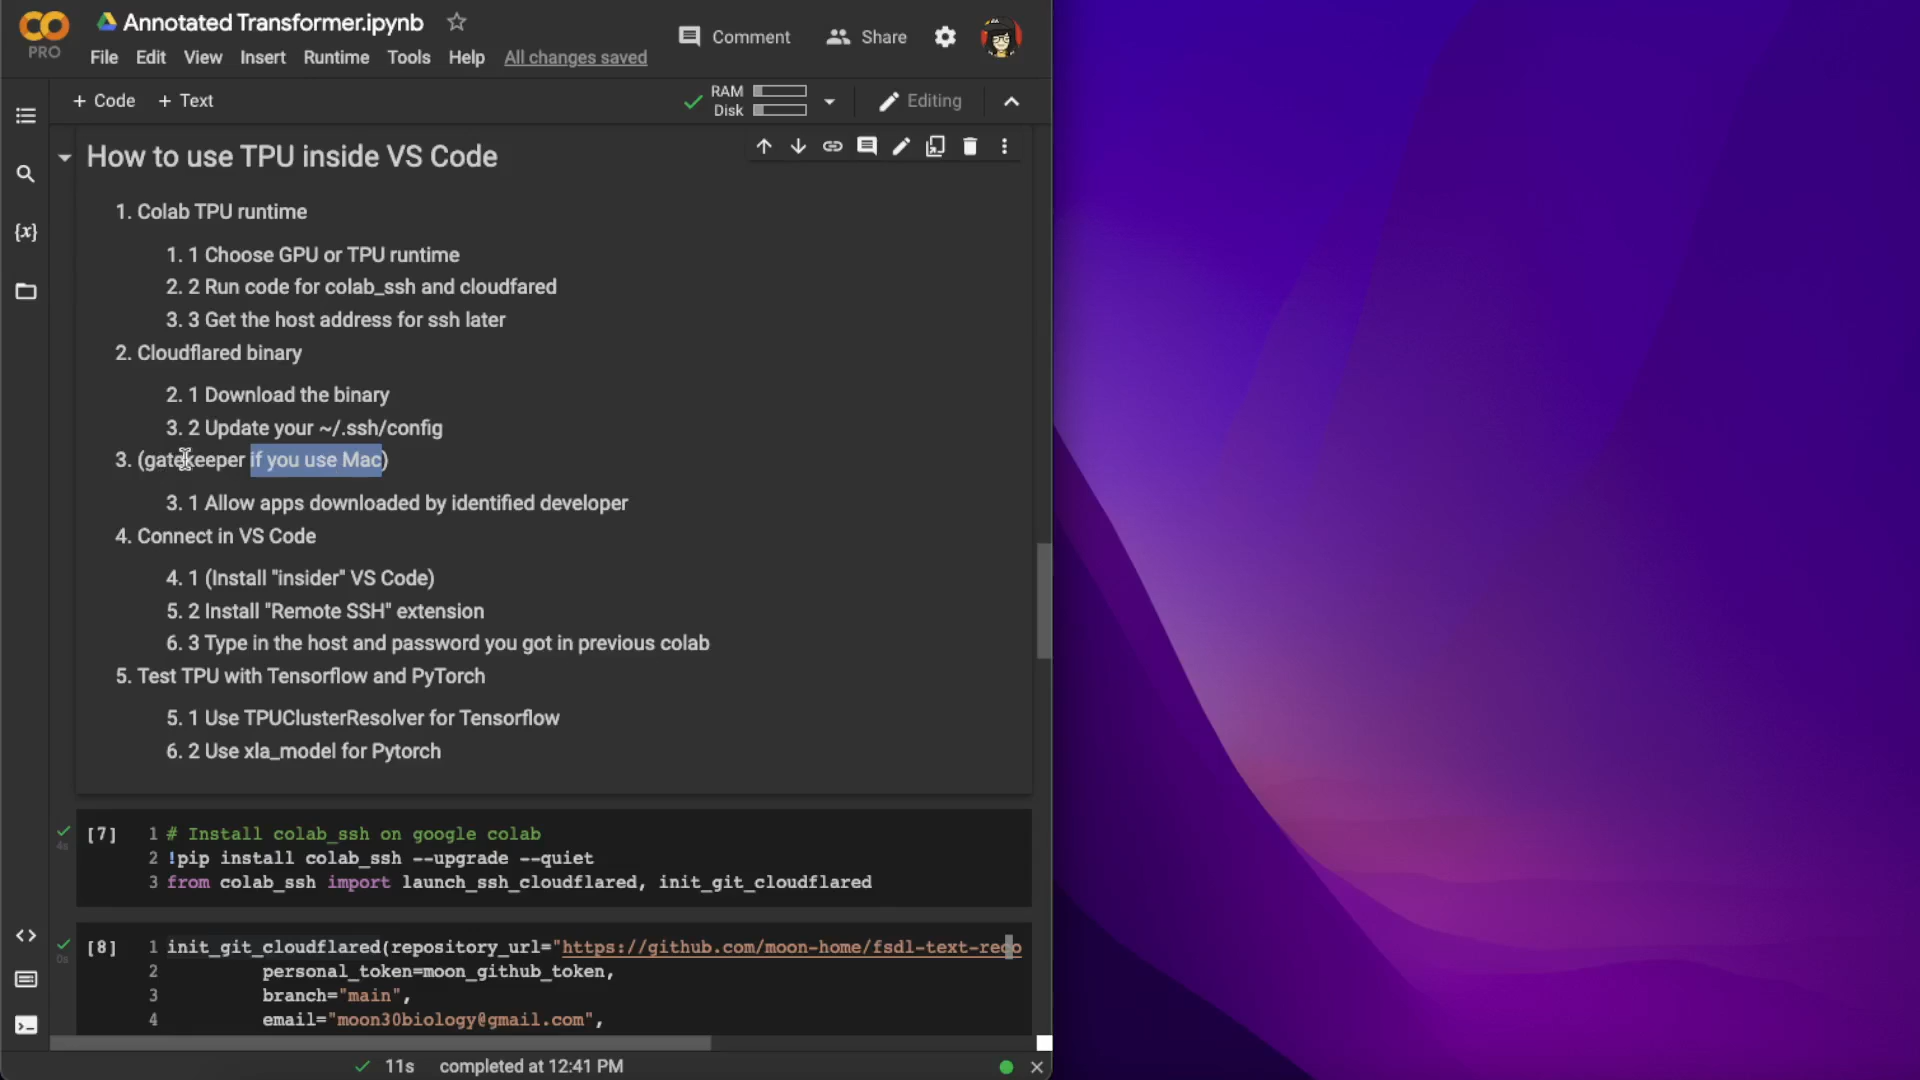 Annotated Transformer.ipynb
PRO
File Edit View Insert Runtime Tools Help All changes saved
Comment Share
+ Code + Text
RAM
Disk
Editing
How to use TPU inside VS Code
1. Colab TPU runtime
1. 1 Choose GPU or TPU runtime
2. 2 Run code for colab_ssh and cloudfared
3. 3 Get the host address for ssh later
2. Cloudflared binary
2. 1 Download the binary
3. 2 Update your ~/.ssh/config
3. (gatekeeper if you use Mac)
3. 1 Allow apps downloaded by identified developer
4. Connect in VS Code
4. 1 (Install "insider" VS Code)
5. 2 Install "Remote SSH" extension
6. 3 Type in the host and password you got in previous colab
5. Test TPU with Tensorflow and PyTorch
5. 1 Use TPUClusterResolver for Tensorflow
6. 2 Use xla_model for Pytorch
[7] 1 # Install colab_ssh on google colab
4s 2 !pip install colab_ssh --upgrade --quiet
3 from colab_ssh import launch_ssh_cloudflared, init_git_cloudflared
[8] 1 init_git_cloudflared(repository_url="https://github.com/moon-home/fsdl-text-reco
0s 2 personal_token=moon_github_token,
3 branch="main",
4 email="moon30biology@gmail.com",
11s completed at 12:41 PM